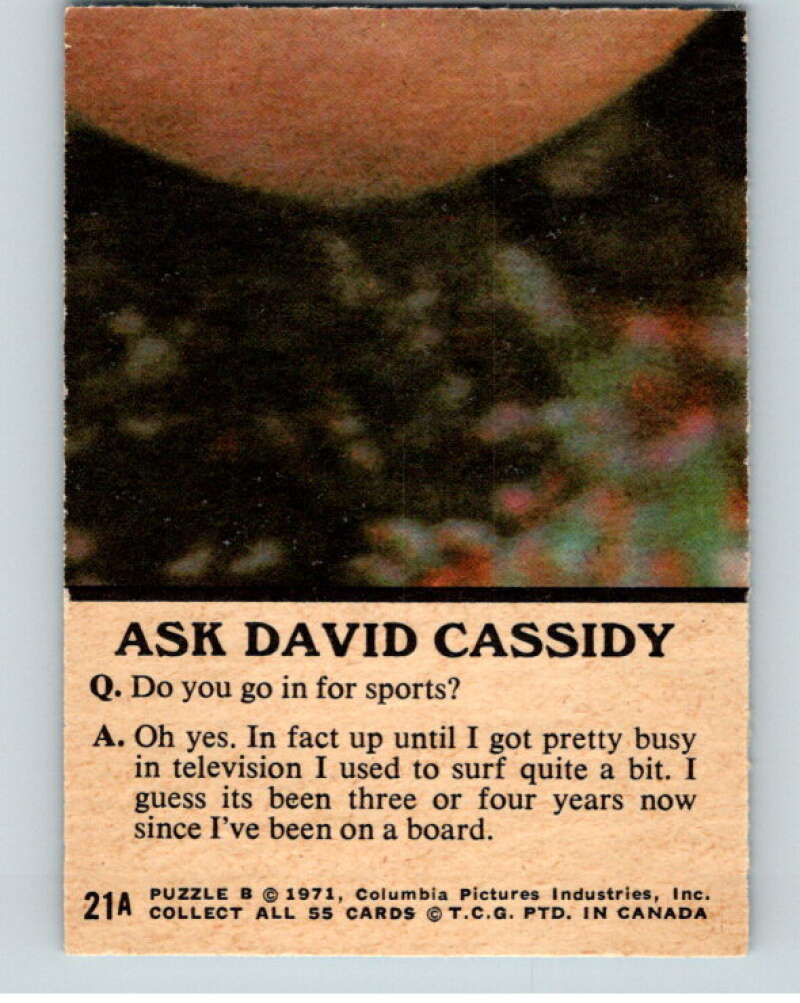 ASK DAVID CASSIDY
Q. Do you go in for sports?
A. Oh yes. In fact up until I got pretty busy
in television I used to surf quite a bit. I
guess its been three or four years now
since I've been on a board.
21A PUZZLE B © 1971, Columbia Pictures Industries, Inc.
COLLECT ALL 55 CARDS © T.C.G. PTD. IN CANADA